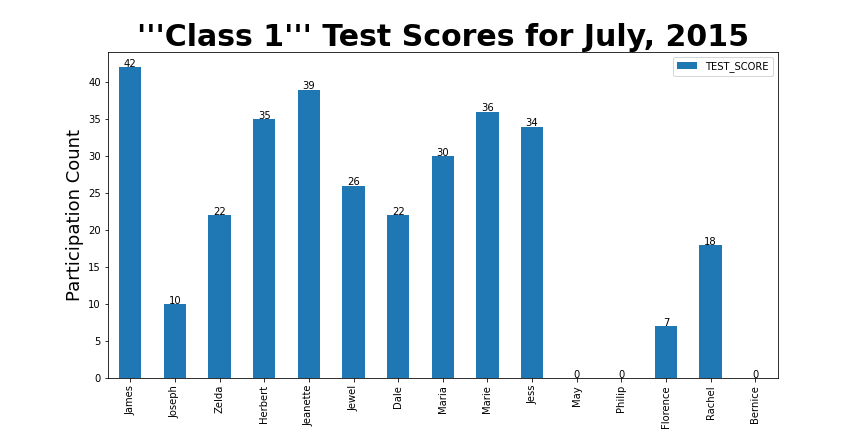 '''Class 1''' Test Scores for July, 2015
TEST_SCORE
Participation Count
40
35
30
25
20
15
10
5
0
42
10
22
35
39
26
22
30
36
34
0
0
7
18
0
James
Joseph
Zelda
Herbert
Jeanette
Jewel
Dale
Maria
Marie
Jess
May
Philip
Florence
Rachel
Bernice